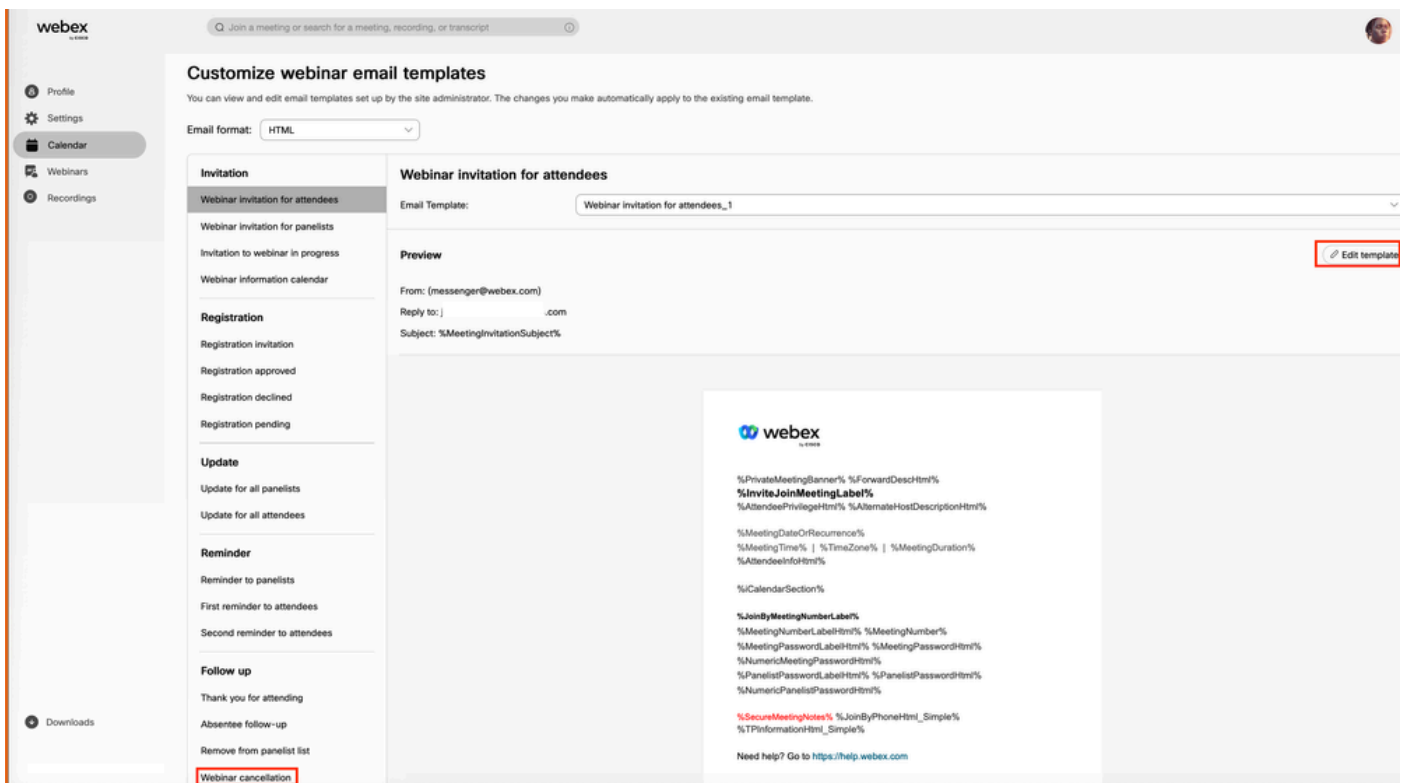 webex
by CISCO
Join a meeting or search for a meeting, recording, or transcript
Profile
Settings
Calendar
Webinars
Recordings
Downloads
Customize webinar email templates
You can view and edit email templates set up by the site administrator. The changes you make automatically apply to the existing email template.
Email format: HTML
Invitation
Webinar invitation for attendees
Webinar invitation for panelists
Invitation to webinar in progress
Webinar information calendar
Registration
Registration invitation
Registration approved
Registration declined
Registration pending
Update
Update for all panelists
Update for all attendees
Reminder
Reminder to panelists
First reminder to attendees
Second reminder to attendees
Follow up
Thank you for attending
Absentee follow-up
Remove from panelist list
Webinar cancellation
Webinar invitation for attendees
Email Template: Webinar invitation for attendees_1
Preview
Edit template
From: (messenger@webex.com)
Reply to: j .com
Subject: %MeetingInvitationSubject%
webex
by CISCO
%PrivateMeetingBanner% %ForwardDescHtml%
%InviteJoinMeetingLabel%
%AttendeePrivilegeHtml% %AlternateHostDescriptionHtml%
%MeetingDateOrRecurrence%
%MeetingTime% | %TimeZone% | %MeetingDuration%
%AttendeeInfoHtml%
%iCalendarSection%
%JoinByMeetingNumberLabel%
%MeetingNumberLabelHtml% %MeetingNumber%
%MeetingPasswordLabelHtml% %MeetingPasswordHtml%
%NumericMeetingPasswordHtml%
%PanelistPasswordLabelHtml% %PanelistPasswordHtml%
%NumericPanelistPasswordHtml%
%SecureMeetingNotes% %JoinByPhoneHtml_Simple%
%TPInformationHtml_Simple%
Need help? Go to https://help.webex.com